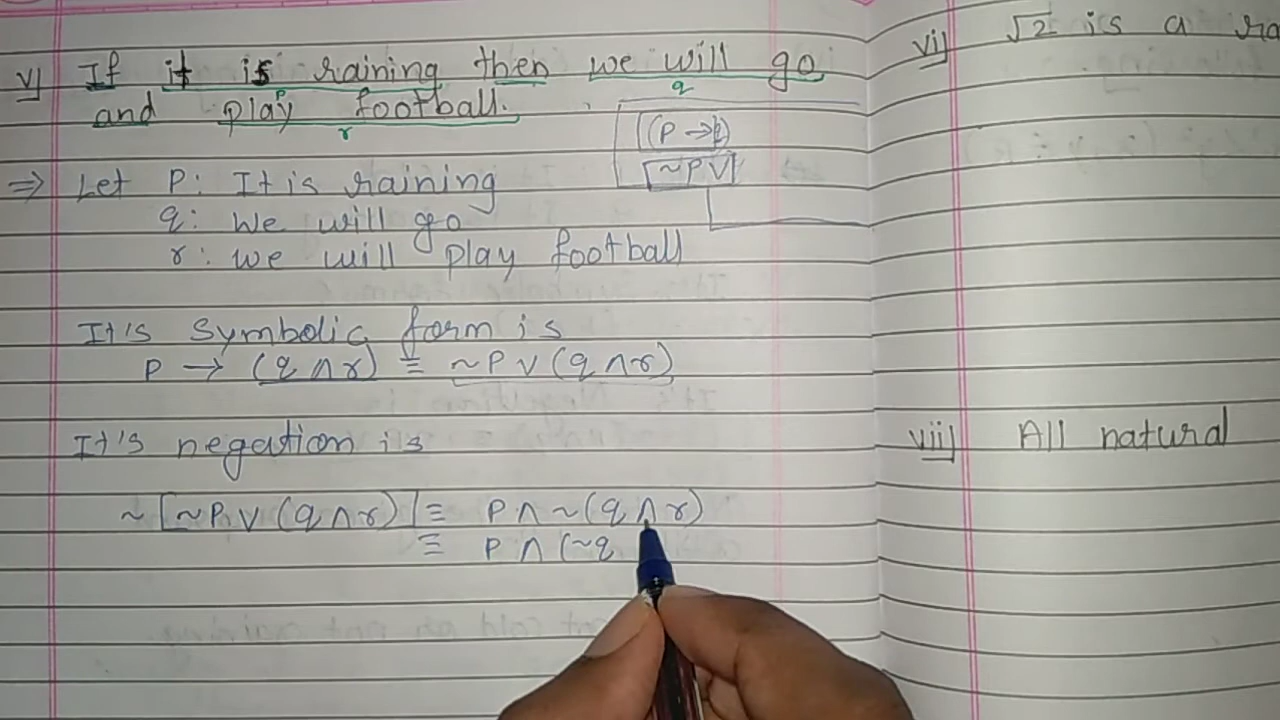 v) If it is raining then we will go
p
q
and play football.
r
(P →
~P V
⇒ Let P: It is raining
q: We will go
r: we will play football
It's Symbolic form is
P → (q ∧ r) ≡ ~P ∨ (q ∧ r)
It's negation is
~ [~P ∨ (q ∧ r)] ≡ P ∧ ~(q ∧ r)
≡ P ∧ (~q
vi) √2 is a ra
vii) All natural